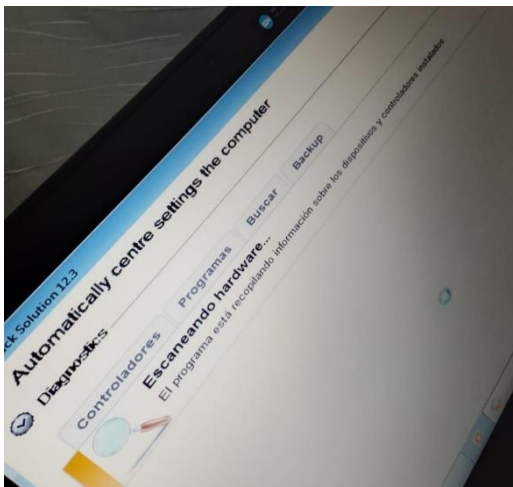 Solution 12.3
Automatically centre settings the computer
Diagnostics
Controladores Programas Buscar Backup
Escaneando hardware...
El programa está recopilando información sobre los dispositivos y controladores instalados